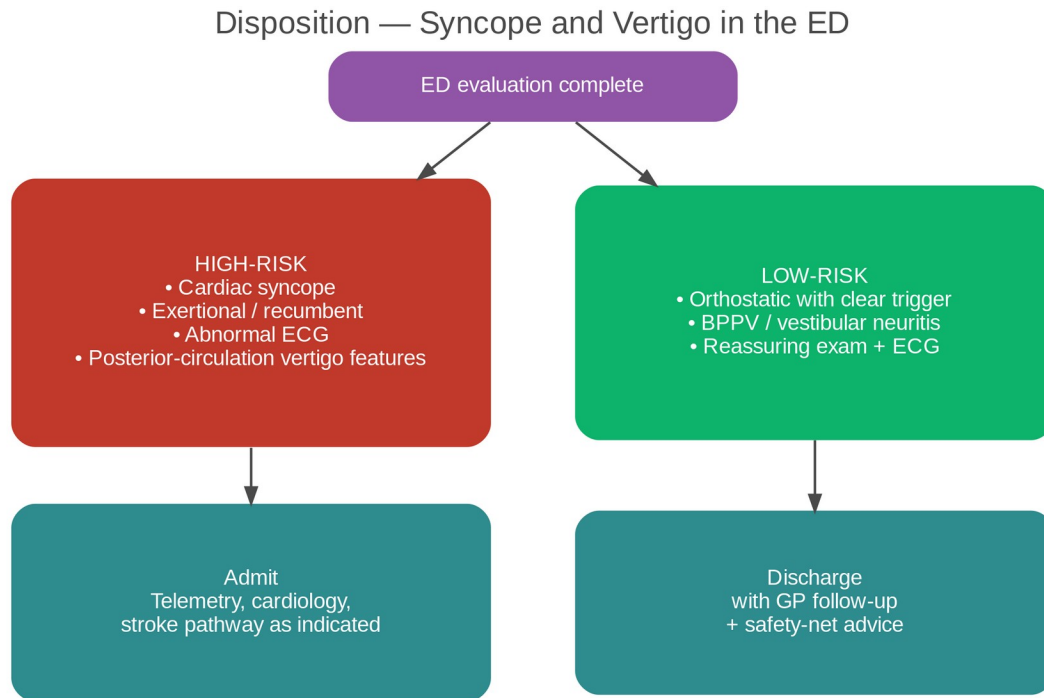 Disposition — Syncope and Vertigo in the ED
ED evaluation complete
HIGH-RISK
• Cardiac syncope
• Exertional / recumbent
• Abnormal ECG
• Posterior-circulation vertigo features
LOW-RISK
• Orthostatic with clear trigger
• BPPV / vestibular neuritis
• Reassuring exam + ECG
Admit
Telemetry, cardiology,
stroke pathway as indicated
Discharge
with GP follow-up
+ safety-net advice